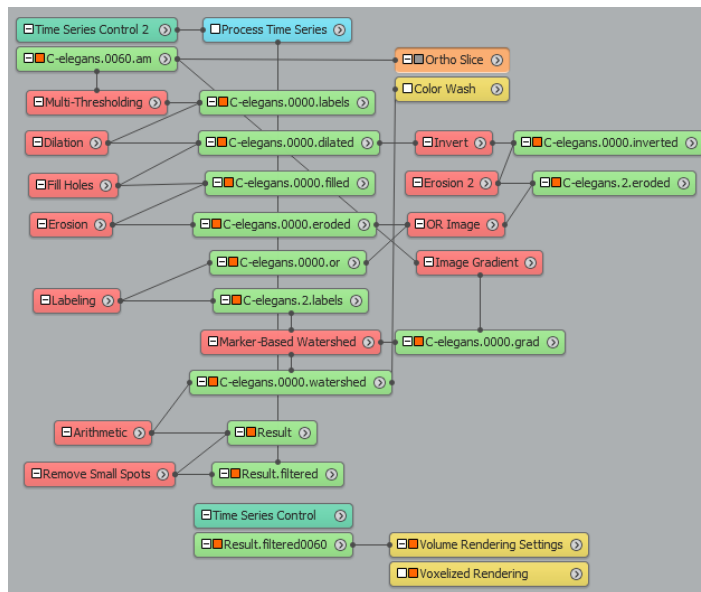 Time Series Control 2
Process Time Series
C-elegans.0060.am
Ortho Slice
Color Wash
Multi-Thresholding
C-elegans.0000.labels
Dilation
C-elegans.0000.dilated
Invert
C-elegans.0000.inverted
Fill Holes
C-elegans.0000.filled
Erosion 2
C-elegans.2.eroded
Erosion
C-elegans.0000.eroded
OR Image
C-elegans.0000.or
Image Gradient
Labeling
C-elegans.2.labels
Marker-Based Watershed
C-elegans.0000.grad
C-elegans.0000.watershed
Arithmetic
Result
Remove Small Spots
Result.filtered
Time Series Control
Result.filtered0060
Volume Rendering Settings
Voxelized Rendering